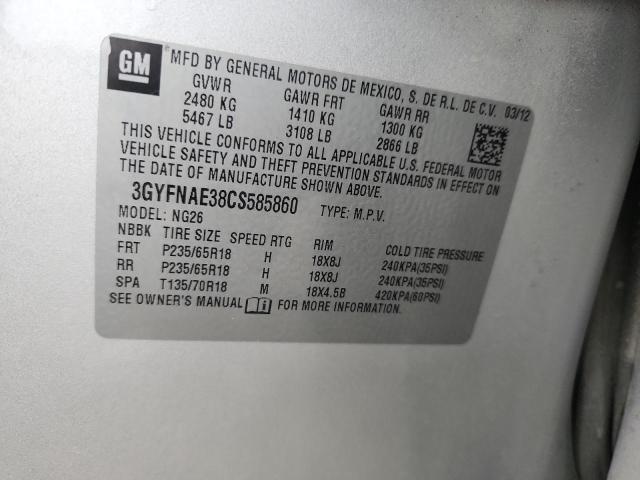 GM
MFD BY GENERAL MOTORS DE MEXICO, S. DE R.L. DE C.V. 03/12
GVWR GAWR FRT GAWR RR
2480 KG 1410 KG 1300 KG
5467 LB 3108 LB 2866 LB
THIS VEHICLE CONFORMS TO ALL APPLICABLE U.S. FEDERAL MOTOR
VEHICLE SAFETY AND THEFT PREVENTION STANDARDS IN EFFECT ON
THE DATE OF MANUFACTURE SHOWN ABOVE.
3GYFNAE38CS585860 TYPE: M.P.V.
MODEL: NG26
NBBK TIRE SIZE SPEED RTG RIM COLD TIRE PRESSURE
FRT P235/65R18 H 18X8J 240KPA(35PSI)
RR P235/65R18 H 18X8J 240KPA(35PSI)
SPA T135/70R18 M 18X4.5B 420KPA(60PSI)
SEE OWNER'S MANUAL FOR MORE INFORMATION.